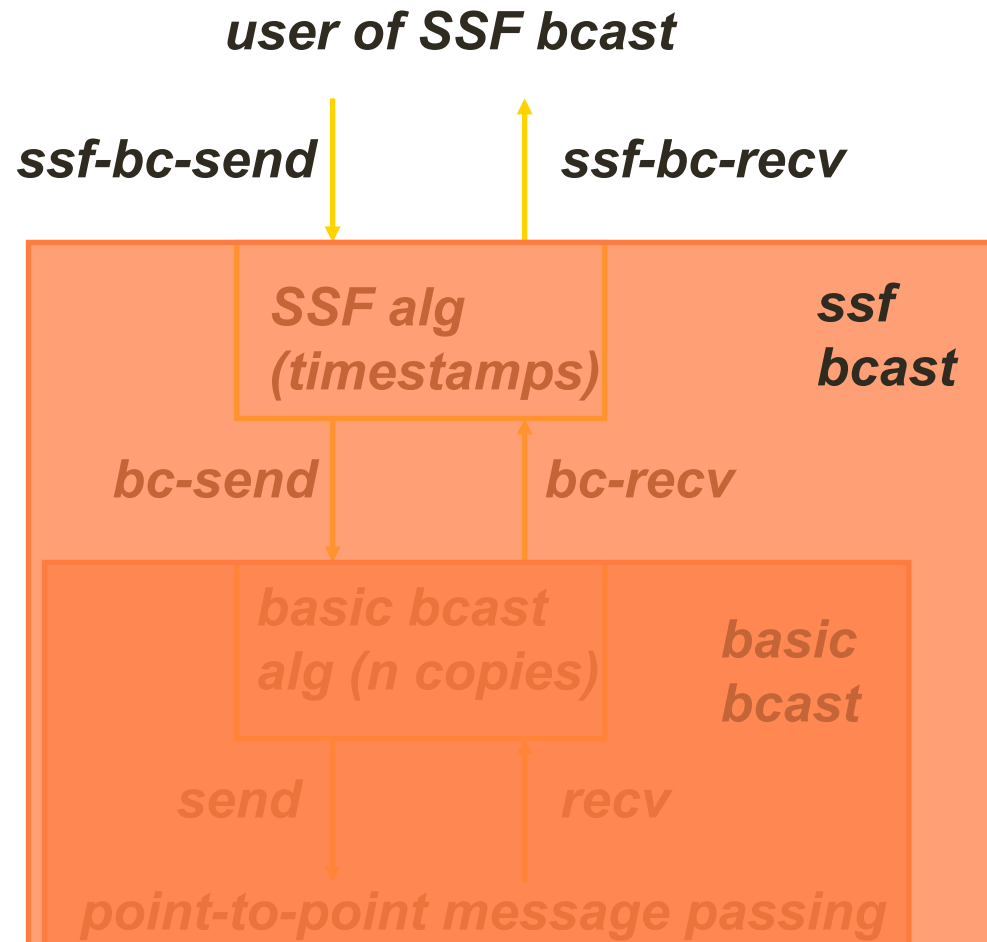 user of SSF bcast
ssf-bc-send
ssf-bc-recv
SSF alg
(timestamps)
ssf
bcast
bc-send
bc-recv
basic bcast
alg (n copies)
basic
bcast
send
recv
point-to-point message passing